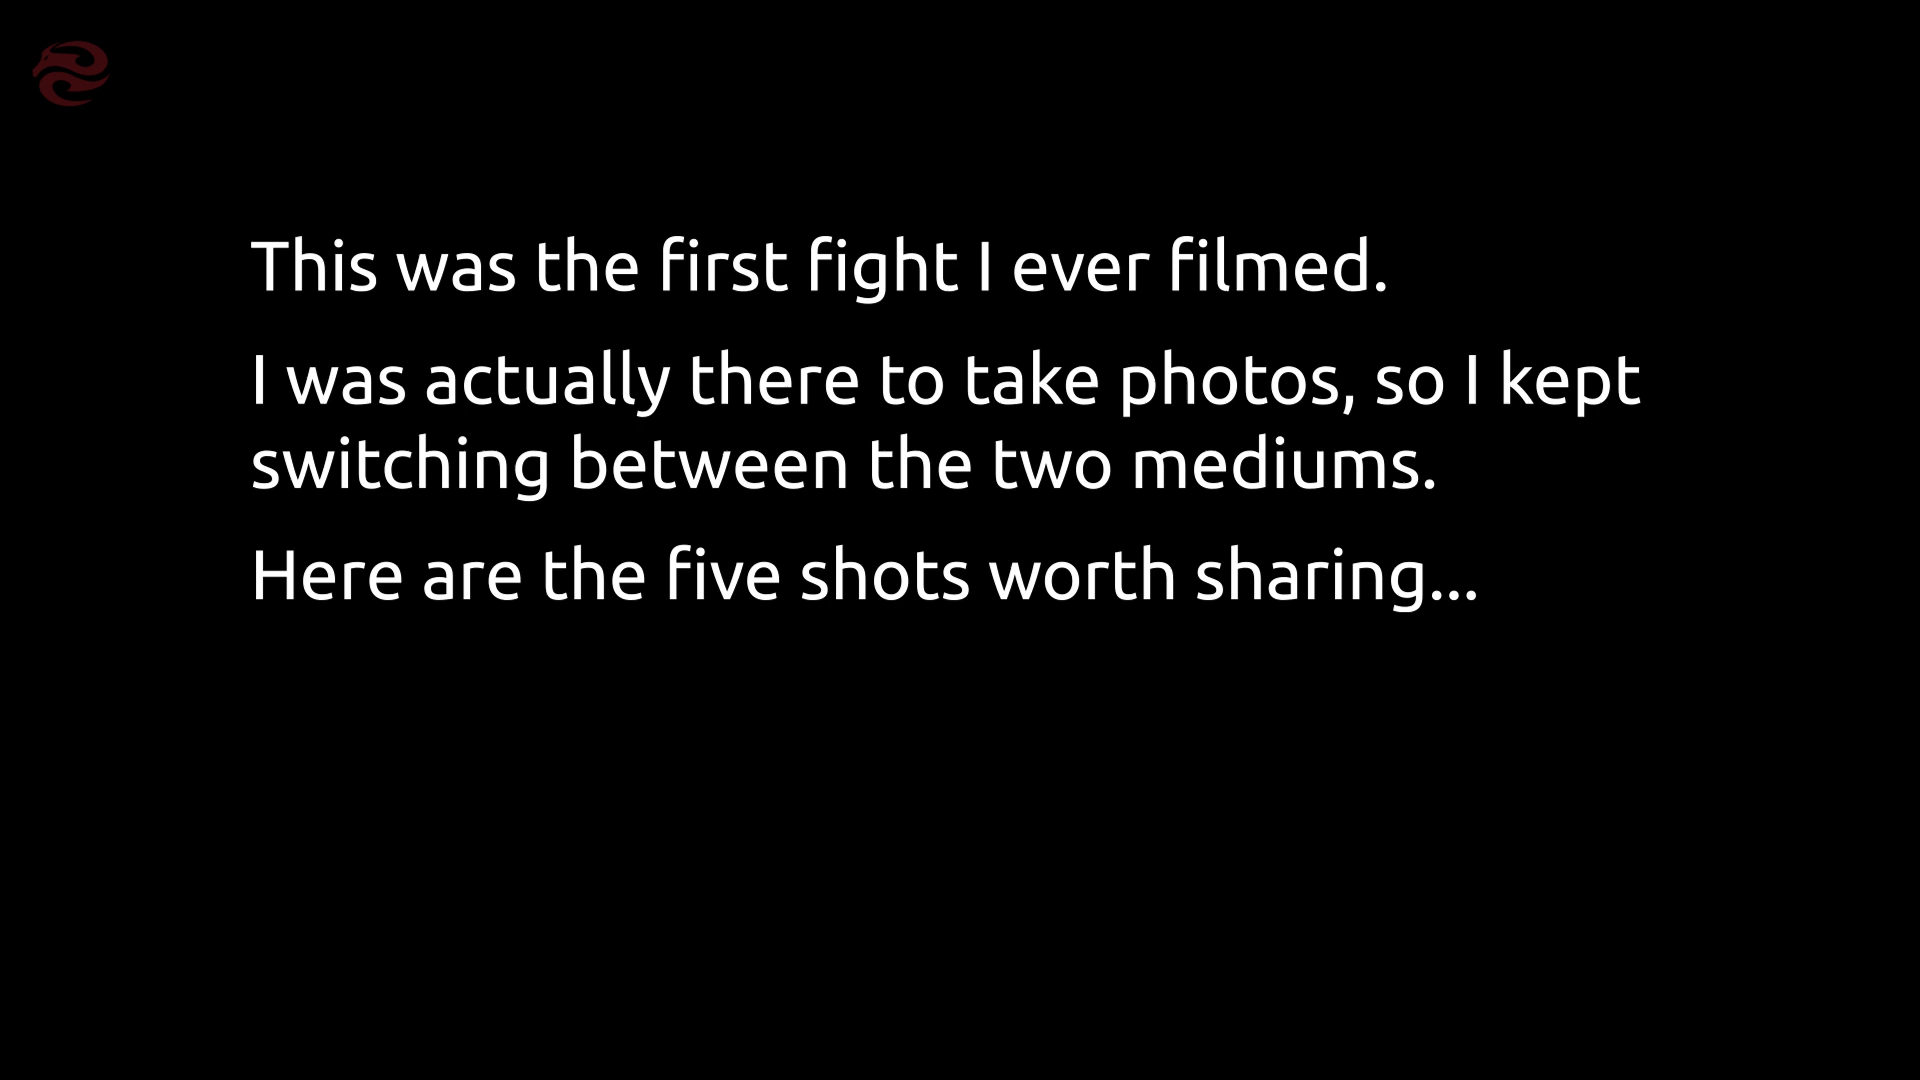 This was the first fight I ever filmed.
I was actually there to take photos, so I kept
switching between the two mediums.
Here are the five shots worth sharing...